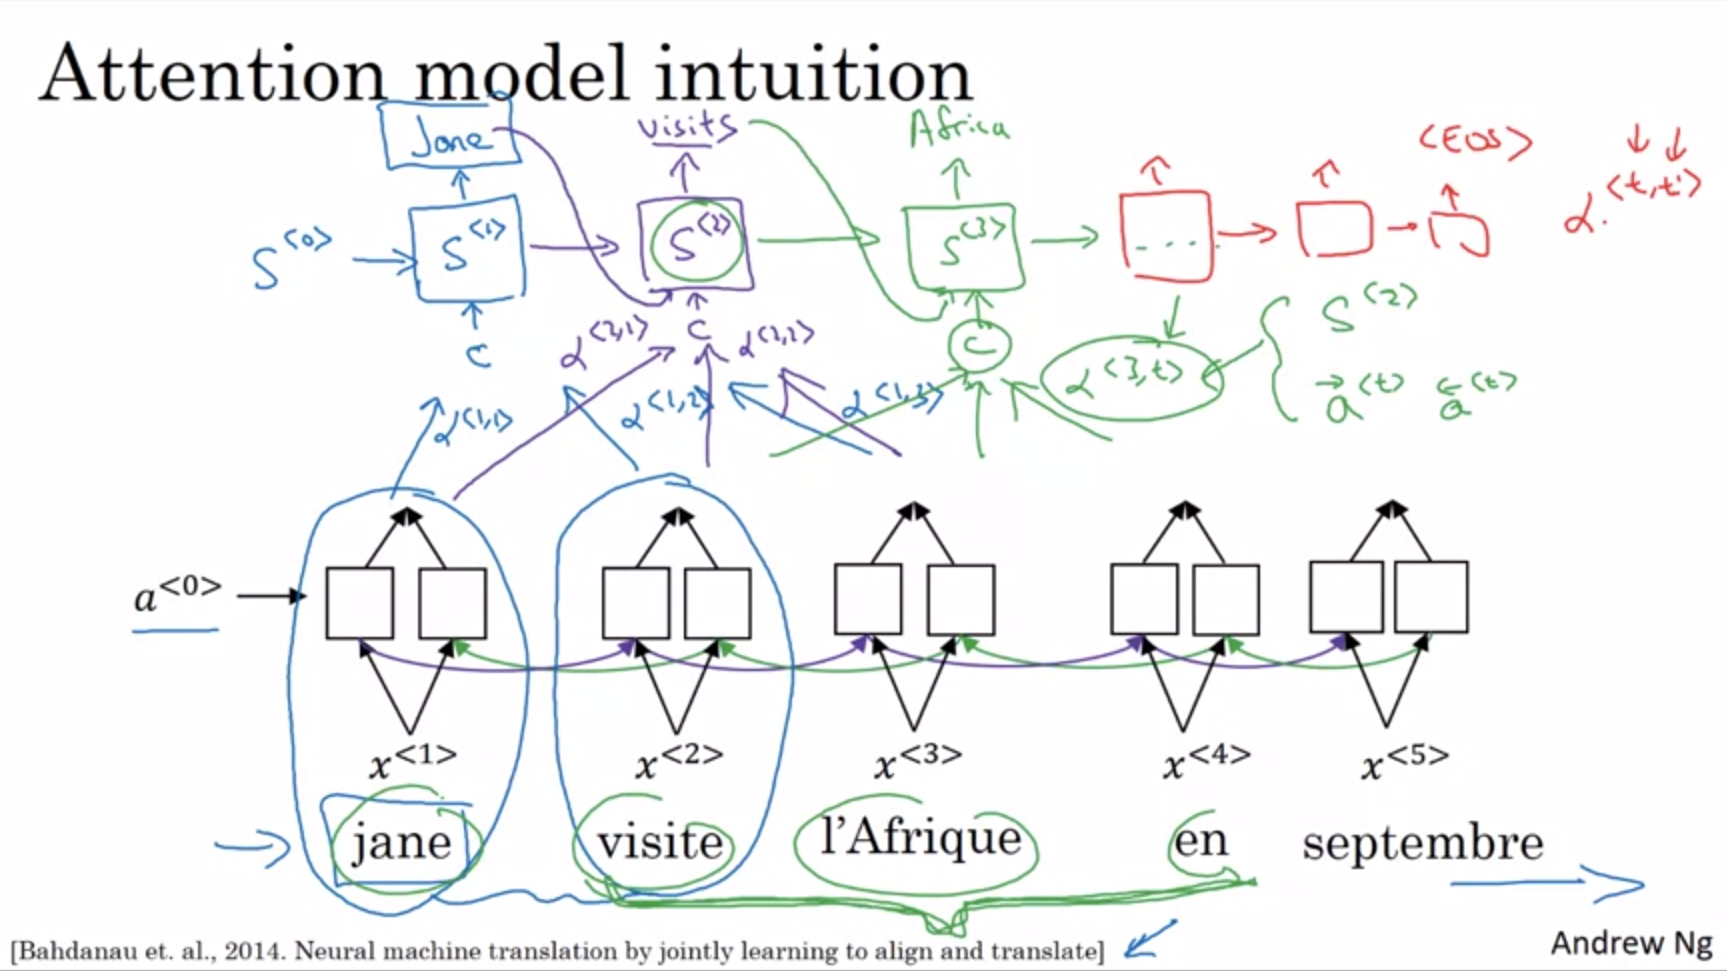 Attention model intuition
Jane visits Africa <EOS>
S<0> S<1> S<2> S<3> .... α<t,t'>
C α<2,1> C α<2,2> C α<3,t> S<2>
α<1,1> α<1,2> α<1,3> a<t> a<t>
a<0>
x<1> x<2> x<3> x<4> x<5>
jane visite l'Afrique en septembre
[Bahdanau et. al., 2014. Neural machine translation by jointly learning to align and translate]
Andrew Ng